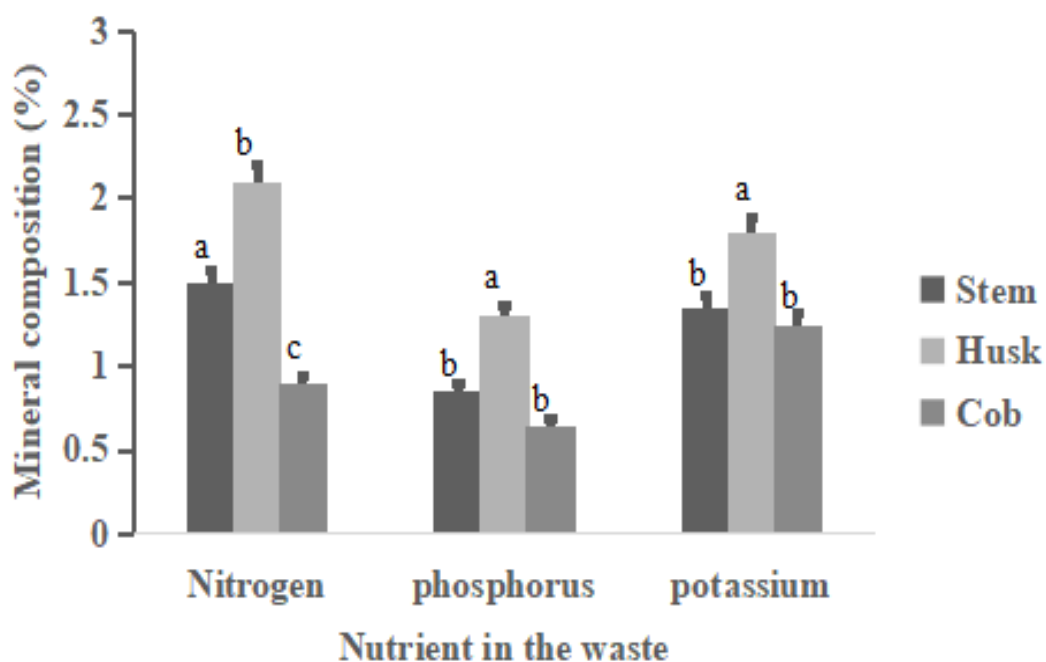 Mineral composition (%)
3
2.5
2
1.5
1
0.5
0
a
b
c
b
a
b
b
a
b
Nitrogen
phosphorus
potassium
Nutrient in the waste
Stem
Husk
Cob